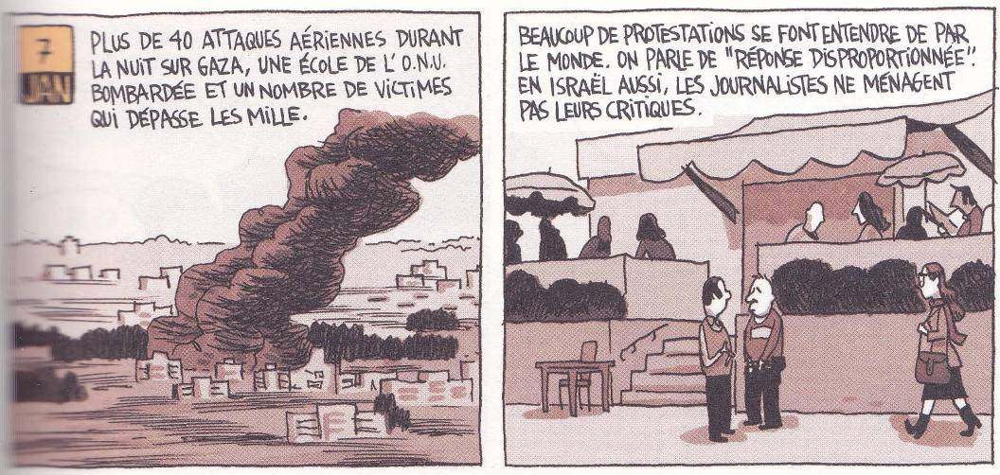 7
JAN
PLUS DE 40 ATTAQUES AÉRIENNES DURANT
LA NUIT SUR GAZA, UNE ÉCOLE DE L'O.N.U.
BOMBARDÉE ET UN NOMBRE DE VICTIMES
QUI DÉPASSE LES MILLE.
BEAUCOUP DE PROTESTATIONS SE FONT ENTENDRE DE PAR
LE MONDE. ON PARLE DE "RÉPONSE DISPROPORTIONNÉE".
EN ISRAËL AUSSI, LES JOURNALISTES NE MÉNAGENT
PAS LEURS CRITIQUES.